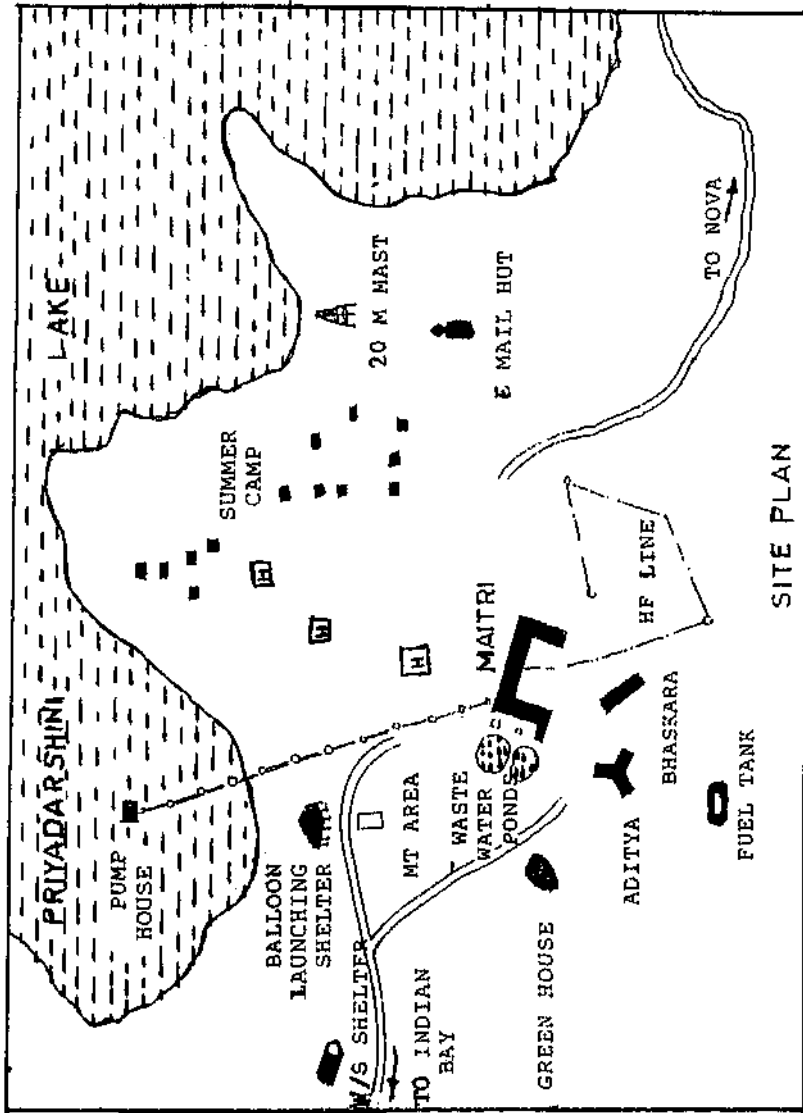 PRIYADARSHINI LAKE
PUMP
HOUSE
SUMMER
CAMP
BALLOON
LAUNCHING
SHELTER
H
H
H
20 M MAST
W/S SHELTER
MT AREA
MAITRI
E MAIL HUT
TO INDIAN
BAY
WASTE
WATER
PONDS
GREEN HOUSE
ADITYA
BHASKARA
HF LINE
TO NOVA
FUEL TANK
SITE PLAN